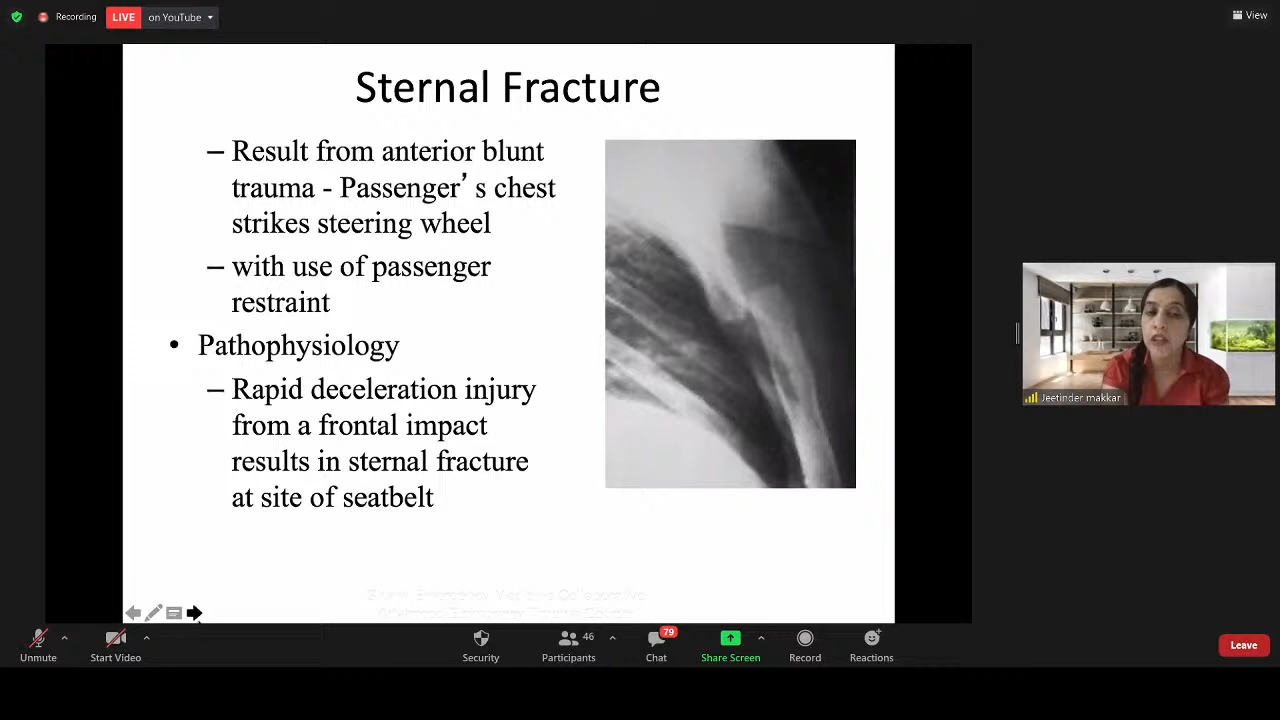 Recording
LIVE on YouTube
View
Sternal Fracture
– Result from anterior blunt
trauma - Passenger’s chest
strikes steering wheel
– with use of passenger
restraint
• Pathophysiology
– Rapid deceleration injury
from a frontal impact
results in sternal fracture
at site of seatbelt
Jeetinder makkar
Unmute
Start Video
Security
46
Participants
79
Chat
Share Screen
Record
Reactions
Leave